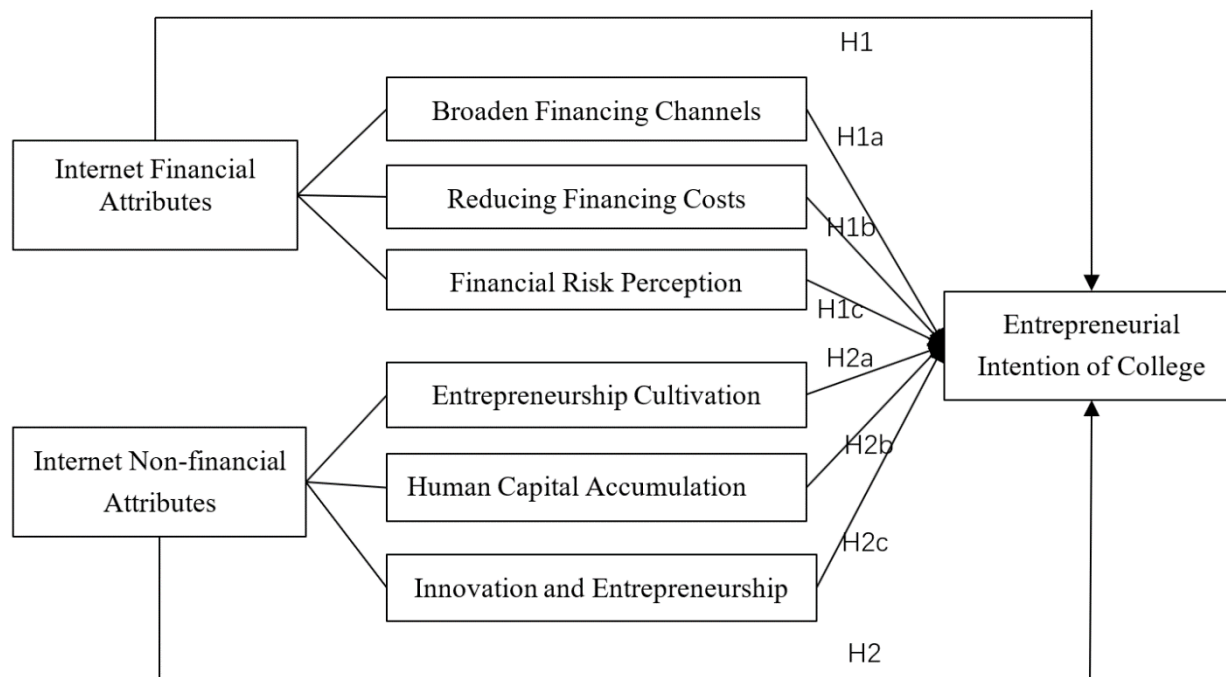 H1
Broaden Financing Channels
H1a
Internet Financial
Attributes
Reducing Financing Costs
H1b
Financial Risk Perception
H1c
Entrepreneurial
Intention of College
H2a
Entrepreneurship Cultivation
Internet Non-financial
Attributes
H2b
Human Capital Accumulation
H2c
Innovation and Entrepreneurship
H2